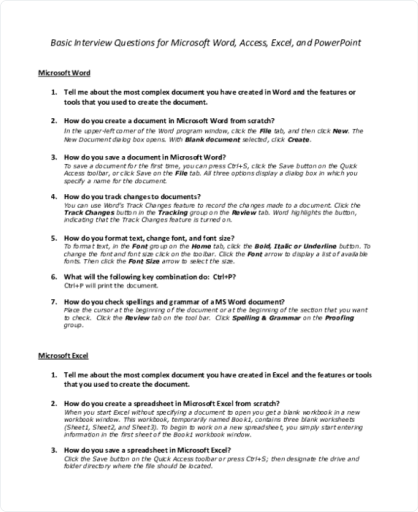 Basic Interview Questions for Microsoft Word, Access, Excel, and PowerPoint
Microsoft Word
1. Tell me about the most complex document you have created in Word and the features or
tools that you used to create the document.
2. How do you create a document in Microsoft Word from scratch?
In the upper-left corner of the Word program window, click the File tab, and then click New. The
New Document dialog box opens. With Blank document selected, click Create.
3. How do you save a document in Microsoft Word?
To save a document for the first time, you can press Ctrl+S, click the Save button on the Quick
Access toolbar, or click Save on the File tab. All three options display a dialog box in which you
specify a name for the document.
4. How do you track changes to documents?
You can use Word's Track Changes feature to record the changes made to a document. Click the
Track Changes button in the Tracking group on the Review tab. Word highlights the button,
indicating that the Track Changes feature is turned on.
5. How do you format text, change font, and font size?
To format text, in the Font group on the Home tab, click the Bold, Italic or Underline button. To
change the font and font size click on the toolbar. Click the Font arrow to display a list of available
fonts. Then click the Font Size arrow to select the size.
6. What will the following key combination do: Ctrl+P?
Ctrl+P will print the document.
7. How do you check spellings and grammar of a MS Word document?
Place the cursor at the beginning of the document or at the beginning of the section that you want
to check. Click the Review tab on the tool bar. Click Spelling & Grammar on the Proofing
group.
Microsoft Excel
1. Tell me about the most complex document you have created in Excel and the features or tools
that you used to create the document.
2. How do you create a spreadsheet in Microsoft Excel from scratch?
When you start Excel without specifying a document to open you get a blank workbook in a new
workbook window. This workbook, temporarily named Book1, contains three blank worksheets
(Sheet1, Sheet2, and Sheet3). To begin to work on a new spreadsheet, you simply start entering
information in the first sheet of the Book1 workbook window.
3. How do you save a spreadsheet in Microsoft Excel?
Click the Save button on the Quick Access toolbar or press Ctrl+S; then designate the drive and
folder directory where the file should be located.